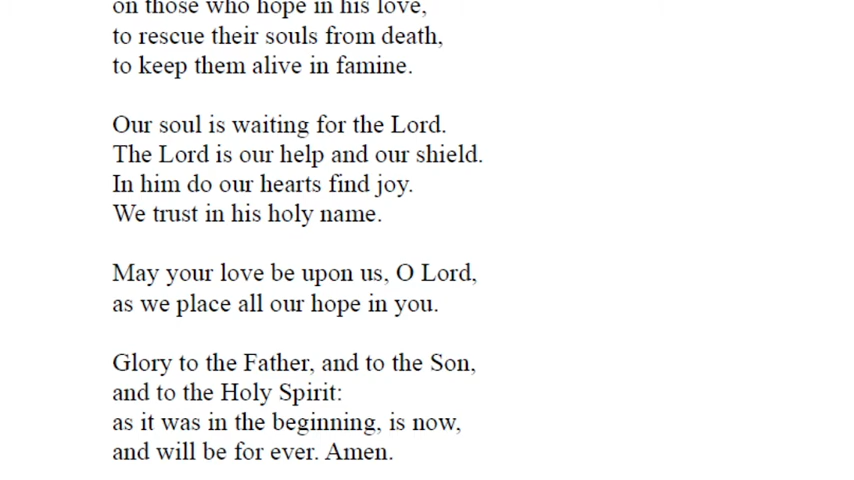 on those who hope in his love,
to rescue their souls from death,
to keep them alive in famine.
Our soul is waiting for the Lord.
The Lord is our help and our shield.
In him do our hearts find joy.
We trust in his holy name.
May your love be upon us, O Lord,
as we place all our hope in you.
Glory to the Father, and to the Son,
and to the Holy Spirit:
as it was in the beginning, is now,
and will be for ever. Amen.